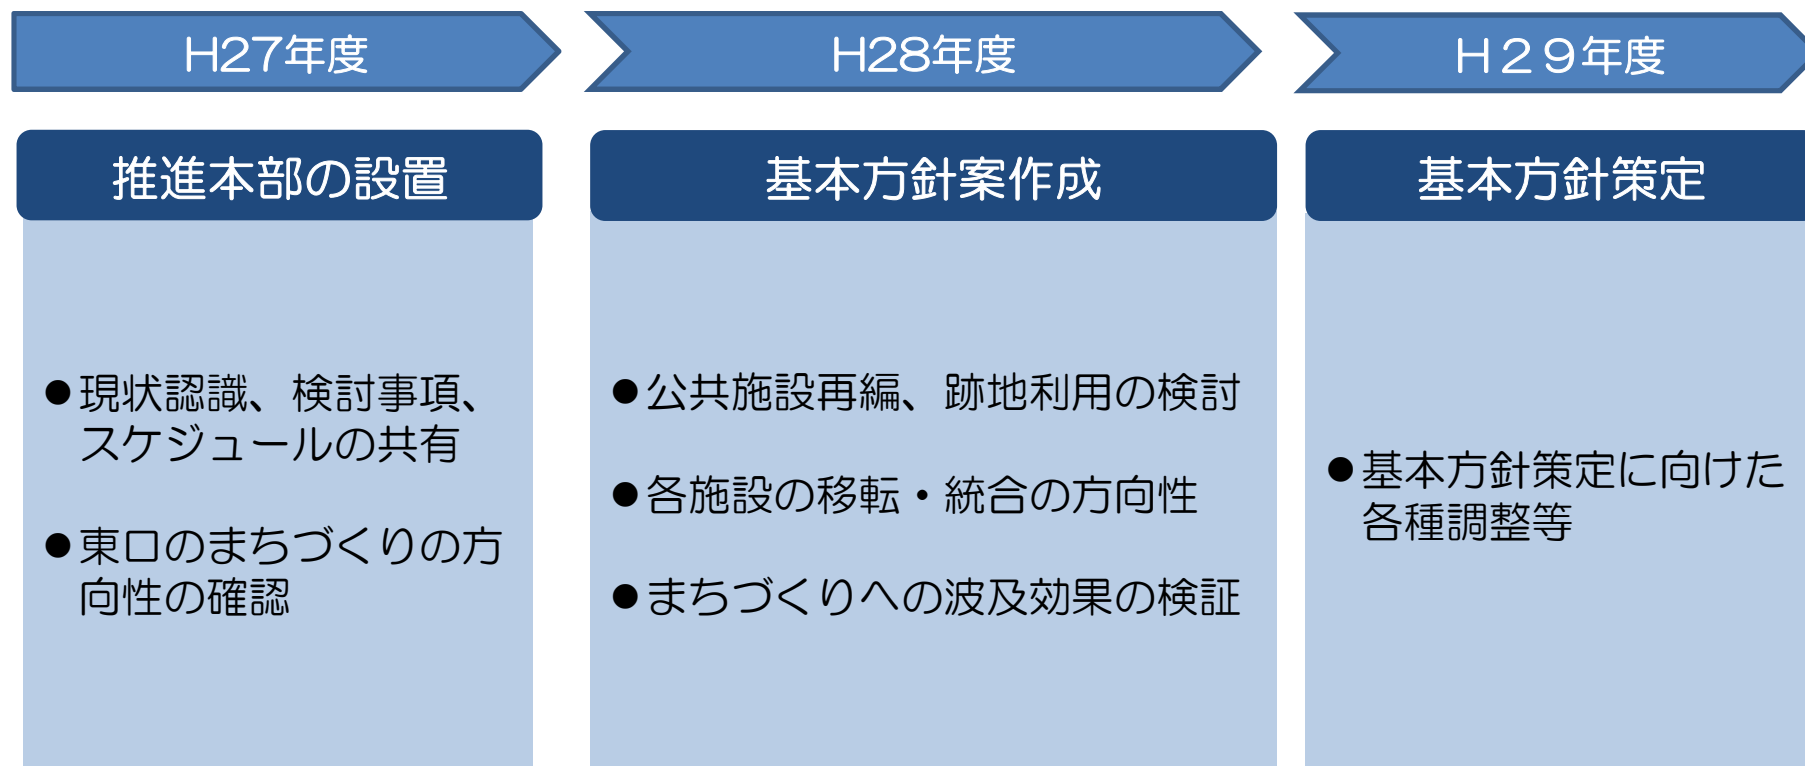 H27年度
推進本部の設置
●現状認識、検討事項、
スケジュールの共有
●東口のまちづくりの方
向性の確認
H28年度
基本方針案作成
●公共施設再編、跡地利用の検討
●各施設の移転・統合の方向性
●まちづくりへの波及効果の検証
H２９年度
基本方針策定
●基本方針策定に向けた
各種調整等